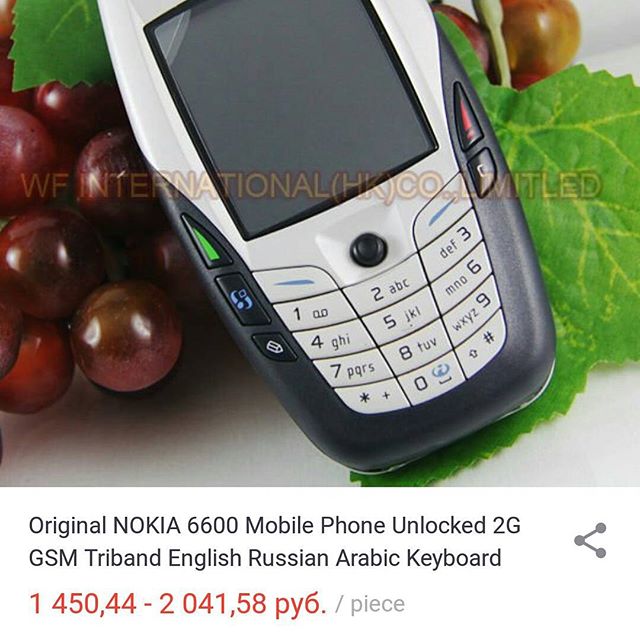 WF INTERNATIONAL(HK)CO.,LIMITLED
def 3
2 abc
mno 6
1
5 jkl
wxyz 9
4 ghi
8 tuv
#
7 pqrs
0
* +
Original NOKIA 6600 Mobile Phone Unlocked 2G
GSM Triband English Russian Arabic Keyboard
1 450,44 - 2 041,58 руб. / piece